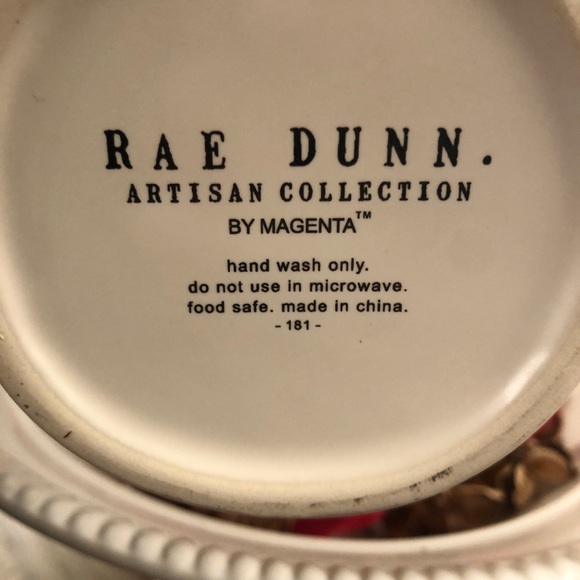 RAE DUNN.
ARTISAN COLLECTION
BY MAGENTA™
hand wash only.
do not use in microwave.
food safe. made in china.
- 181 -